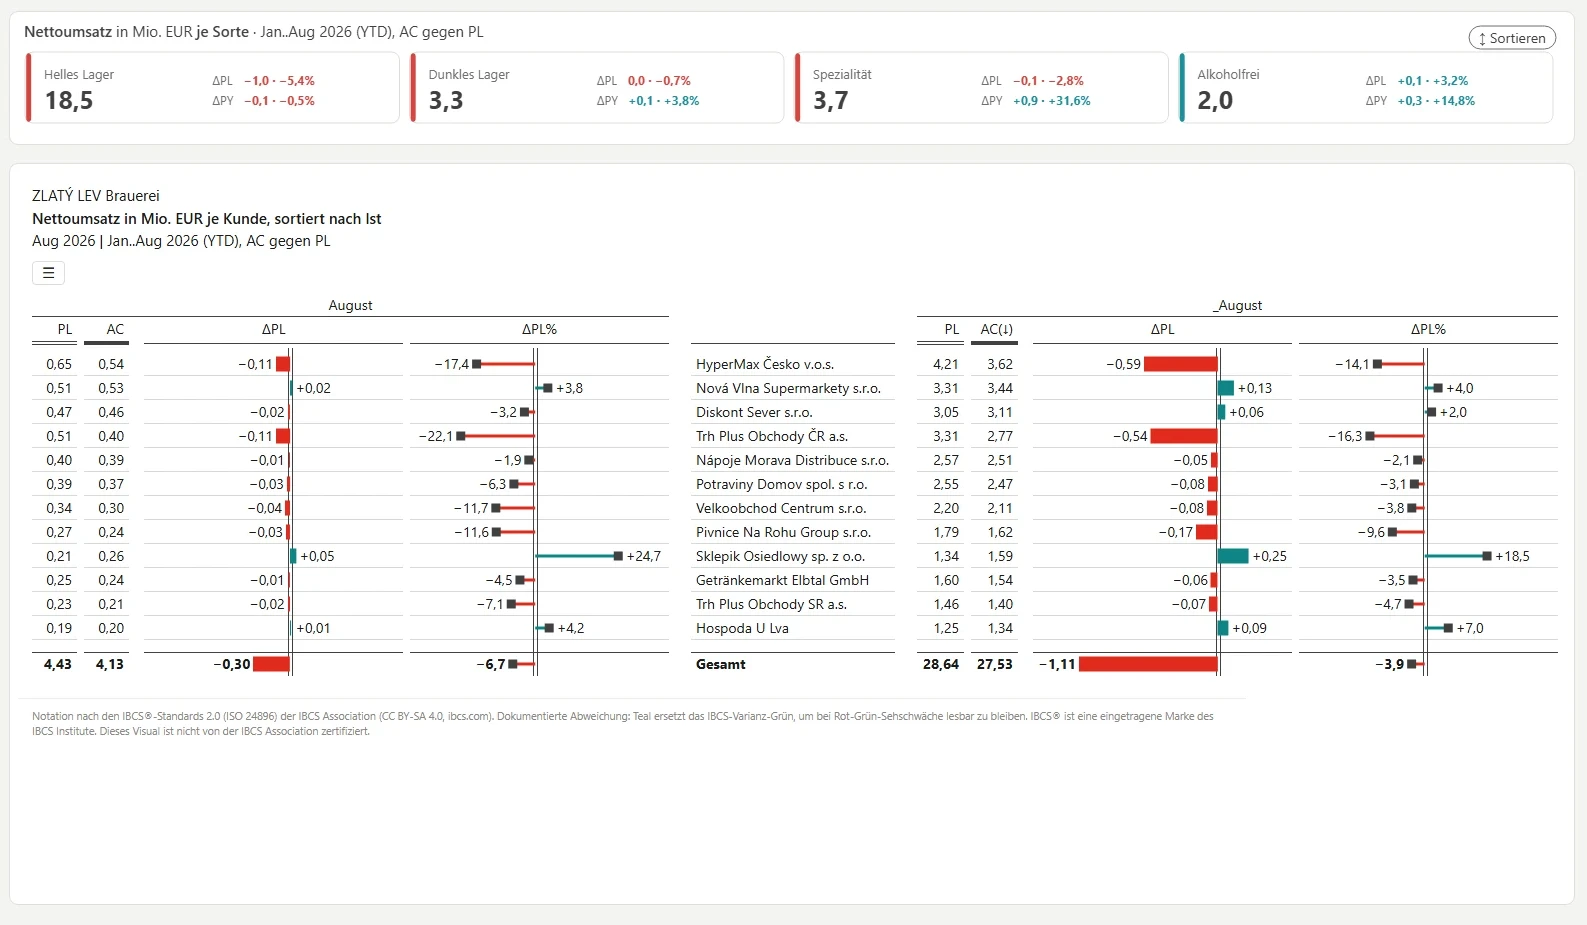 Nettoumsatz in Mio. EUR je Sorte · Jan..Aug 2026 (YTD), AC gegen PL
↕ Sortieren
Helles Lager
18,5
ΔPL −1,0 · −5,4%
ΔPY −0,1 · −0,5%
Dunkles Lager
3,3
ΔPL 0,0 · −0,7%
ΔPY +0,1 · +3,8%
Spezialität
3,7
ΔPL −0,1 · −2,8%
ΔPY +0,9 · +31,6%
Alkoholfrei
2,0
ΔPL +0,1 · +3,2%
ΔPY +0,3 · +14,8%
ZLATÝ LEV Brauerei
Nettoumsatz in Mio. EUR je Kunde, sortiert nach Ist
Aug 2026 | Jan..Aug 2026 (YTD), AC gegen PL
☰
August _August
PL AC ΔPL ΔPL% PL AC(↓) ΔPL ΔPL%
0,65 0,54 −0,11 −17,4 HyperMax Česko v.o.s. 4,21 3,62 −0,59 −14,1
0,51 0,53 +0,02 +3,8 Nová Vlna Supermarkety s.r.o. 3,31 3,44 +0,13 +4,0
0,47 0,46 −0,02 −3,2 Diskont Sever s.r.o. 3,05 3,11 +0,06 +2,0
0,51 0,40 −0,11 −22,1 Trh Plus Obchody ČR a.s. 3,31 2,77 −0,54 −16,3
0,40 0,39 −0,01 −1,9 Nápoje Morava Distribuce s.r.o. 2,57 2,51 −0,05 −2,1
0,39 0,37 −0,03 −6,3 Potraviny Domov spol. s r.o. 2,55 2,47 −0,08 −3,1
0,34 0,30 −0,04 −11,7 Velkoobchod Centrum s.r.o. 2,20 2,11 −0,08 −3,8
0,27 0,24 −0,03 −11,6 Pivnice Na Rohu Group s.r.o. 1,79 1,62 −0,17 −9,6
0,21 0,26 +0,05 +24,7 Sklepik Osiedlowy sp. z o.o. 1,34 1,59 +0,25 +18,5
0,25 0,24 −0,01 −4,5 Getränkemarkt Elbtal GmbH 1,60 1,54 −0,06 −3,5
0,23 0,21 −0,02 −7,1 Trh Plus Obchody SR a.s. 1,46 1,40 −0,07 −4,7
0,19 0,20 +0,01 +4,2 Hospoda U Lva 1,25 1,34 +0,09 +7,0
4,43 4,13 −0,30 −6,7 Gesamt 28,64 27,53 −1,11 −3,9
Notation nach den IBCS®-Standards 2.0 (ISO 24896) der IBCS Association (CC BY-SA 4.0, ibcs.com). Dokumentierte Abweichung: Teal ersetzt das IBCS-Varianz-Grün, um bei Rot-Grün-Sehschwäche lesbar zu bleiben. IBCS® ist eine eingetragene Marke des
IBCS Institute. Dieses Visual ist nicht von der IBCS Association zertifiziert.